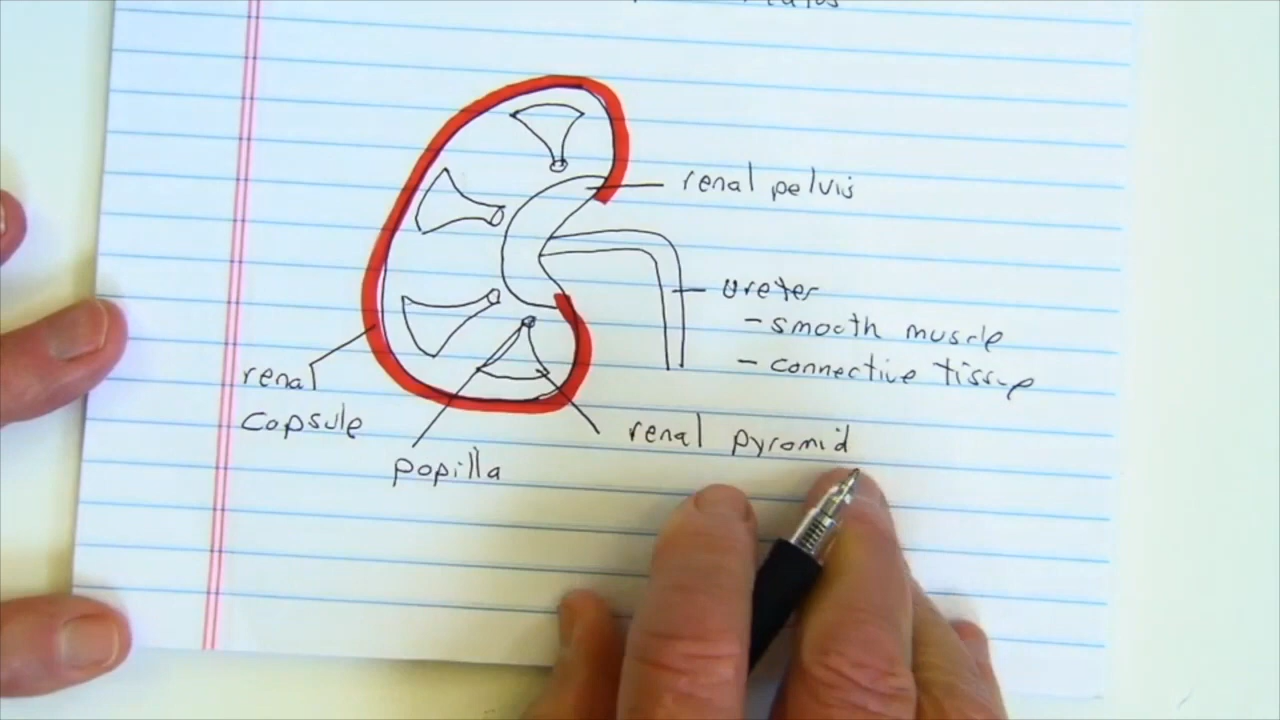 renal pelvis
ureter
- smooth muscle
- connective tissue
renal
capsule
renal pyramid
papilla